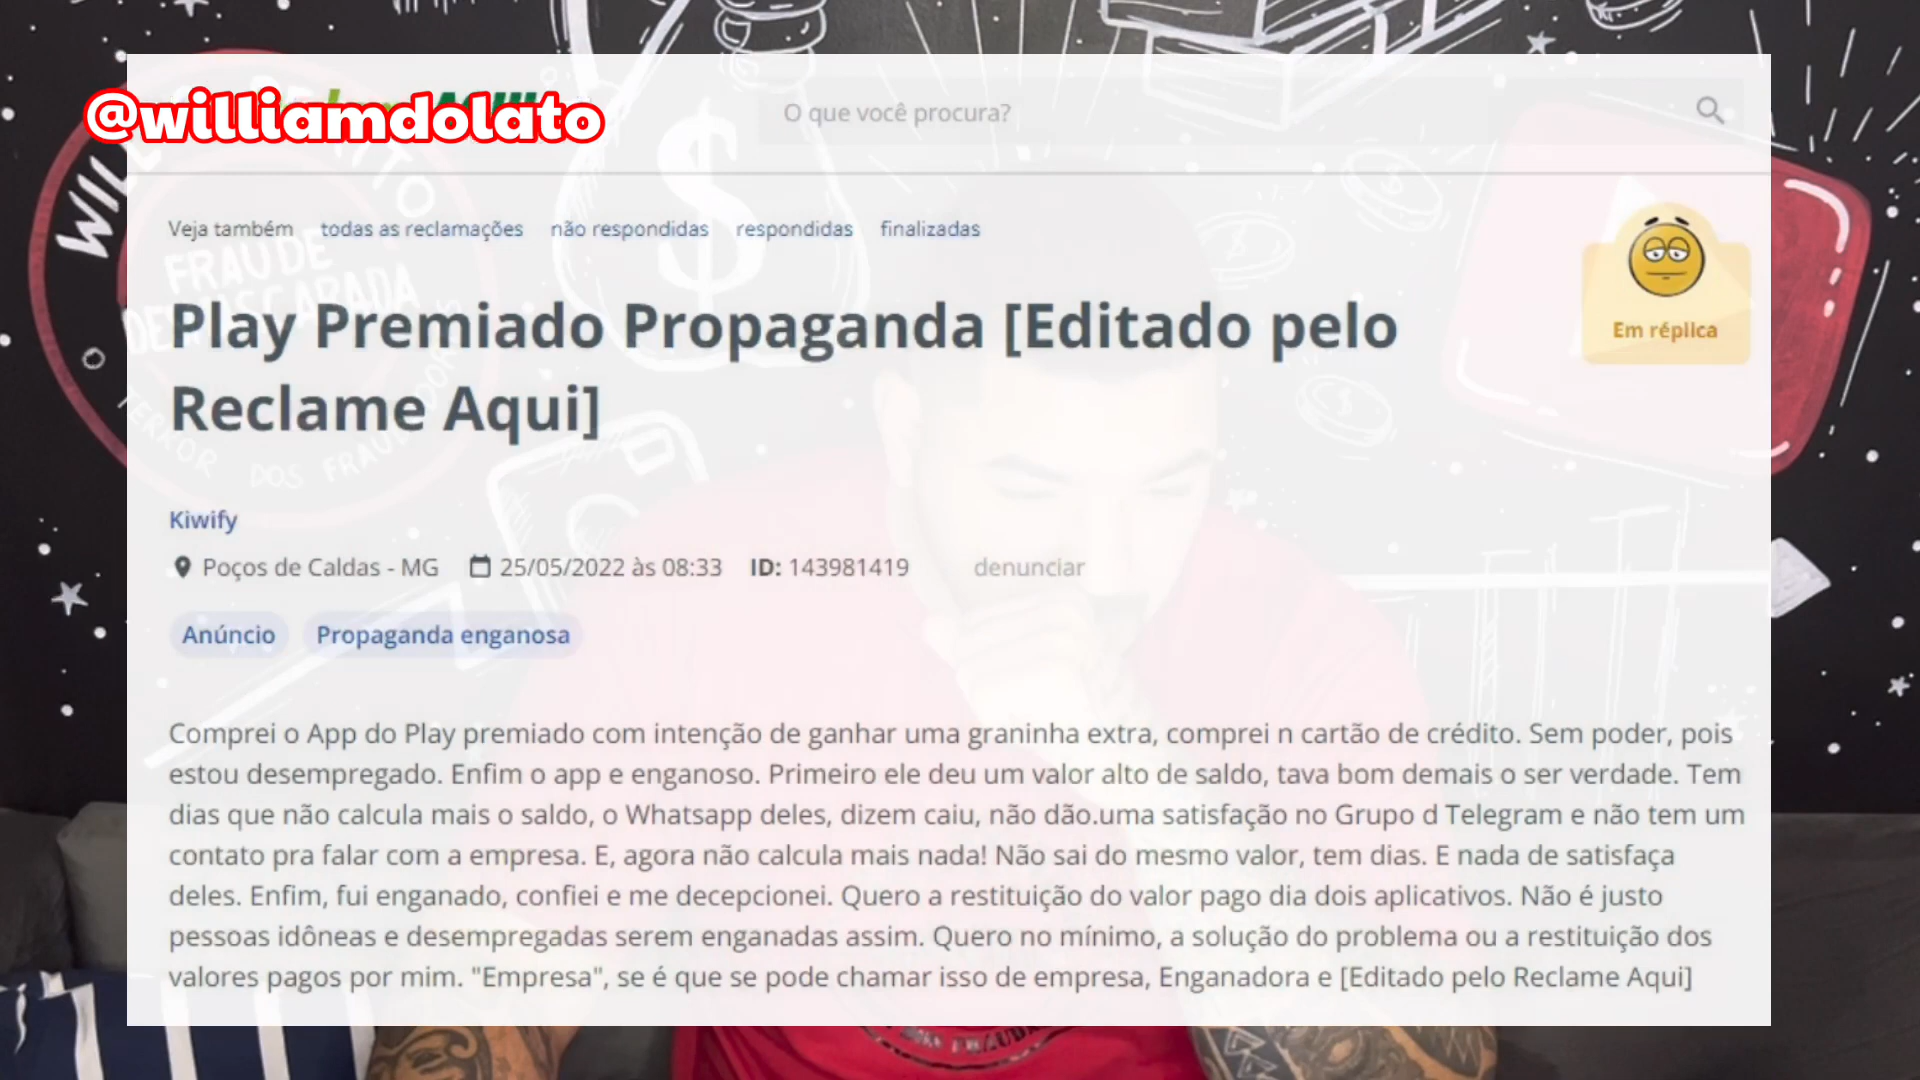 @williamdolato
O que você procura?
Veja também todas as reclamações não respondidas respondidas finalizadas
Play Premiado Propaganda [Editado pelo
Reclame Aqui]
Em réplica
Kiwify
Poços de Caldas - MG 25/05/2022 às 08:33 ID: 143981419 denunciar
Anúncio Propaganda enganosa
Comprei o App do Play premiado com intenção de ganhar uma graninha extra, comprei n cartão de crédito. Sem poder, pois
estou desempregado. Enfim o app e enganoso. Primeiro ele deu um valor alto de saldo, tava bom demais o ser verdade. Tem
dias que não calcula mais o saldo, o Whatsapp deles, dizem caiu, não dão.uma satisfação no Grupo d Telegram e não tem um
contato pra falar com a empresa. E, agora não calcula mais nada! Não sai do mesmo valor, tem dias. E nada de satisfaça
deles. Enfim, fui enganado, confiei e me decepcionei. Quero a restituição do valor pago dia dois aplicativos. Não é justo
pessoas idôneas e desempregadas serem enganadas assim. Quero no mínimo, a solução do problema ou a restituição dos
valores pagos por mim. "Empresa", se é que se pode chamar isso de empresa, Enganadora e [Editado pelo Reclame Aqui]
FRAUDE
TERROR DOS